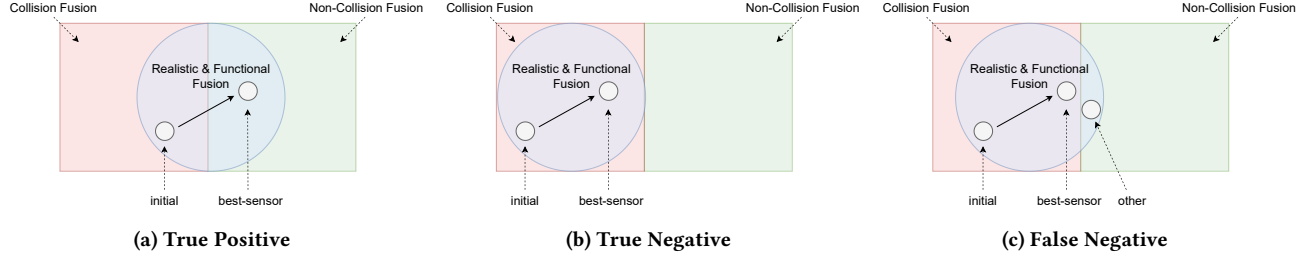 Collision Fusion
Non-Collision Fusion
Realistic & Functional
Fusion
initial
best-sensor
(a) True Positive
Collision Fusion
Non-Collision Fusion
Realistic & Functional
Fusion
initial
best-sensor
(b) True Negative
Collision Fusion
Non-Collision Fusion
Realistic & Functional
Fusion
initial
best-sensor
other
(c) False Negative